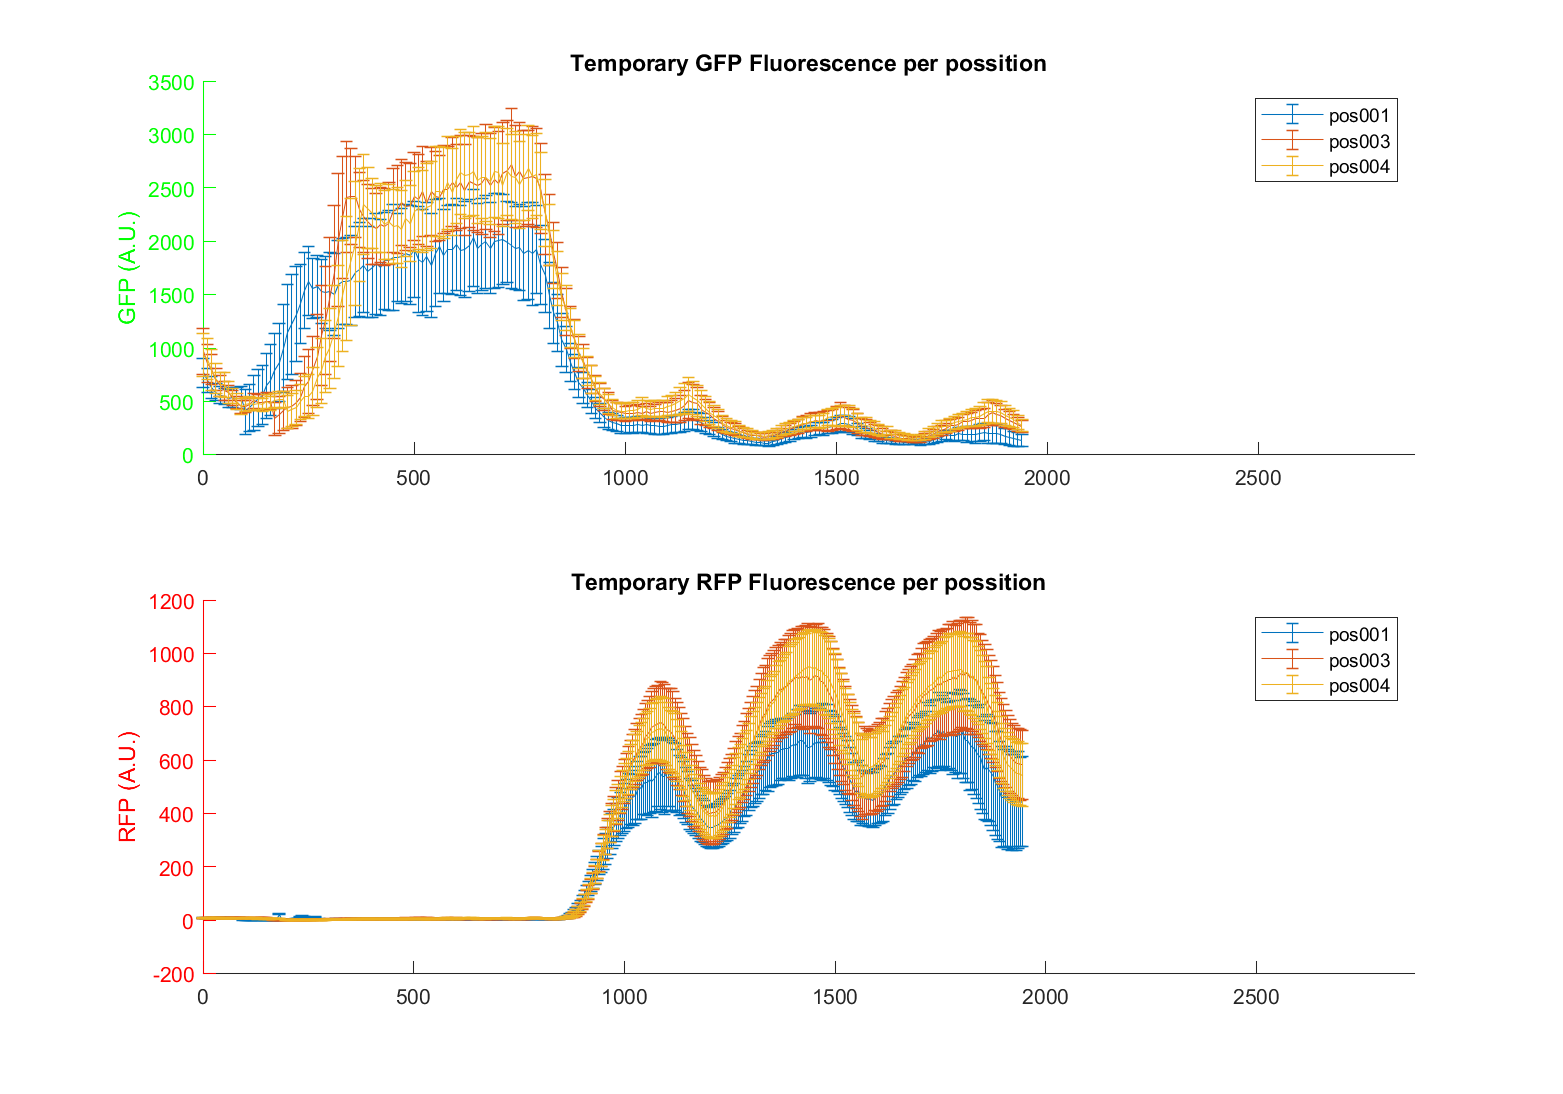 Temporary GFP Fluorescence per possition
GFP (A.U.)
3500
3000
2500
2000
1500
1000
500
0
0 500 1000 1500 2000 2500
pos001
pos003
pos004
Temporary RFP Fluorescence per possition
RFP (A.U.)
1200
1000
800
600
400
200
0
-200
0 500 1000 1500 2000 2500
pos001
pos003
pos004